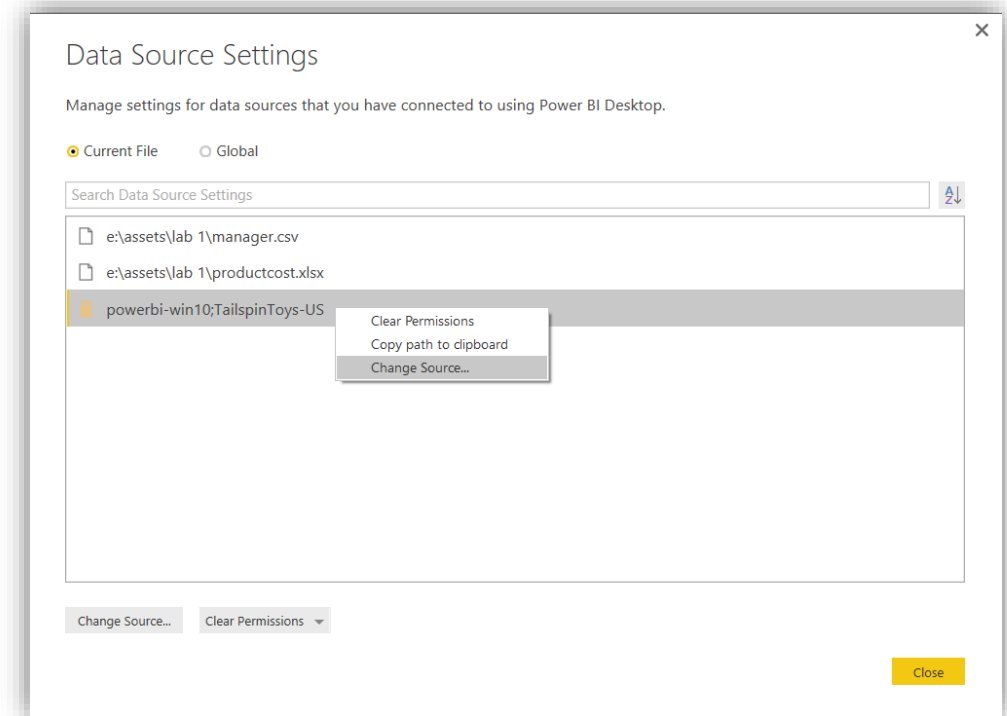 Data Source Settings
Manage settings for data sources that you have connected to using Power BI Desktop.
Current File Global
Search Data Source Settings
e:\assets\lab 1\manager.csv
e:\assets\lab 1\productcost.xlsx
powerbi-win10;TailspinToys-US
Clear Permissions
Copy path to clipboard
Change Source...
Change Source... Clear Permissions
Close